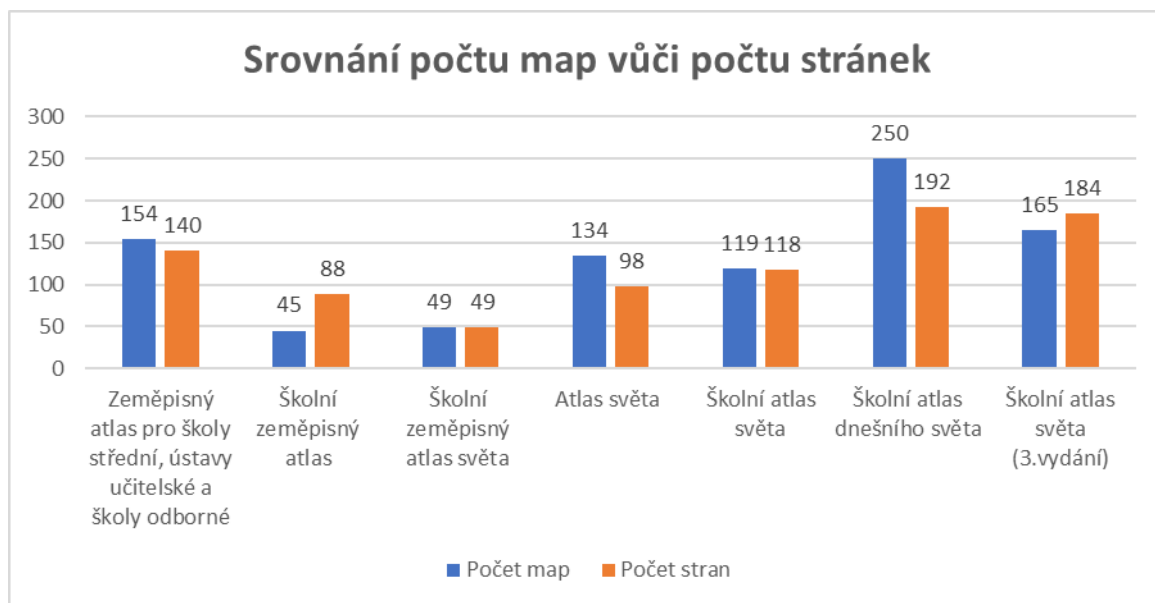 Srovnání počtu map vůči počtu stránek
300
250
200
150
100
50
0
154
140
45
88
49
49
134
98
119
118
250
192
165
184
Zeměpisný
atlas pro školy
střední, ústavy
učitelské a
školy odborné
Školní
zeměpisný
atlas
Školní
zeměpisný
atlas světa
Atlas světa
Školní atlas
světa
Školní atlas
dnešního světa
Školní atlas
světa
(3.vydání)
Počet map
Počet stran